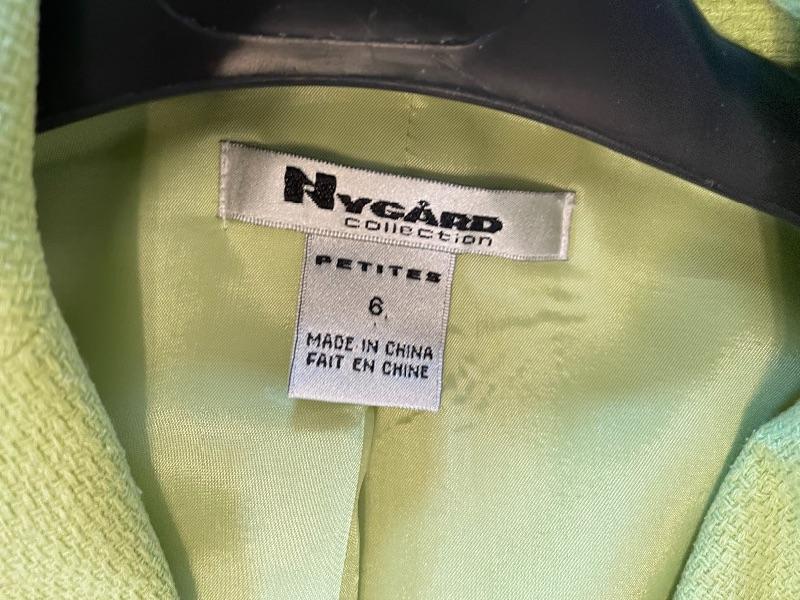 NYGÅRD
collection
PETITES
6
MADE IN CHINA
FAIT EN CHINE